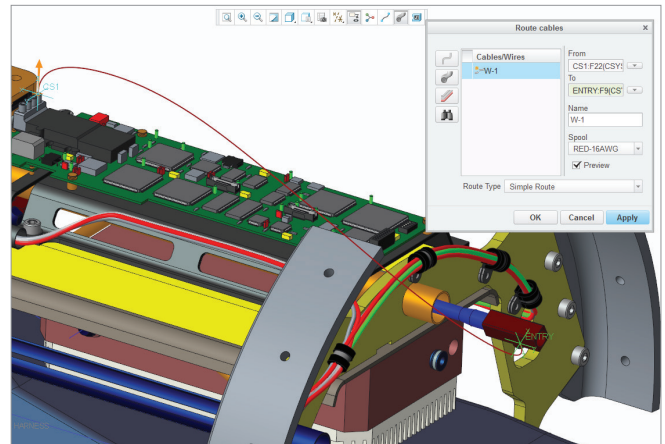 Route cables
Cables/Wires
W-1
From
CS1:F22(CSYS
To
ENTRY:F9(CS
Name
W-1
Spool
RED-16AWG
Preview
Route Type
Simple Route
OK
Cancel
Apply
CS1
ENTRY
HARNESS